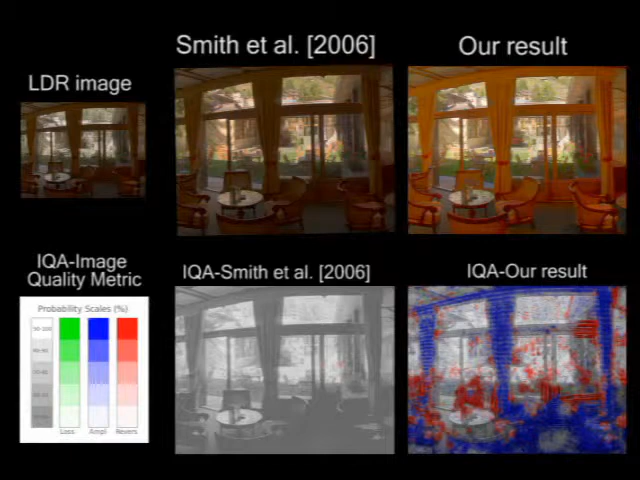 Smith et al. [2006]
Our result
LDR image
IQA-Image
Quality Metric
IQA-Smith et al. [2006]
IQA-Our result
Probability Scales (%)
Loss
Ampl
Revers